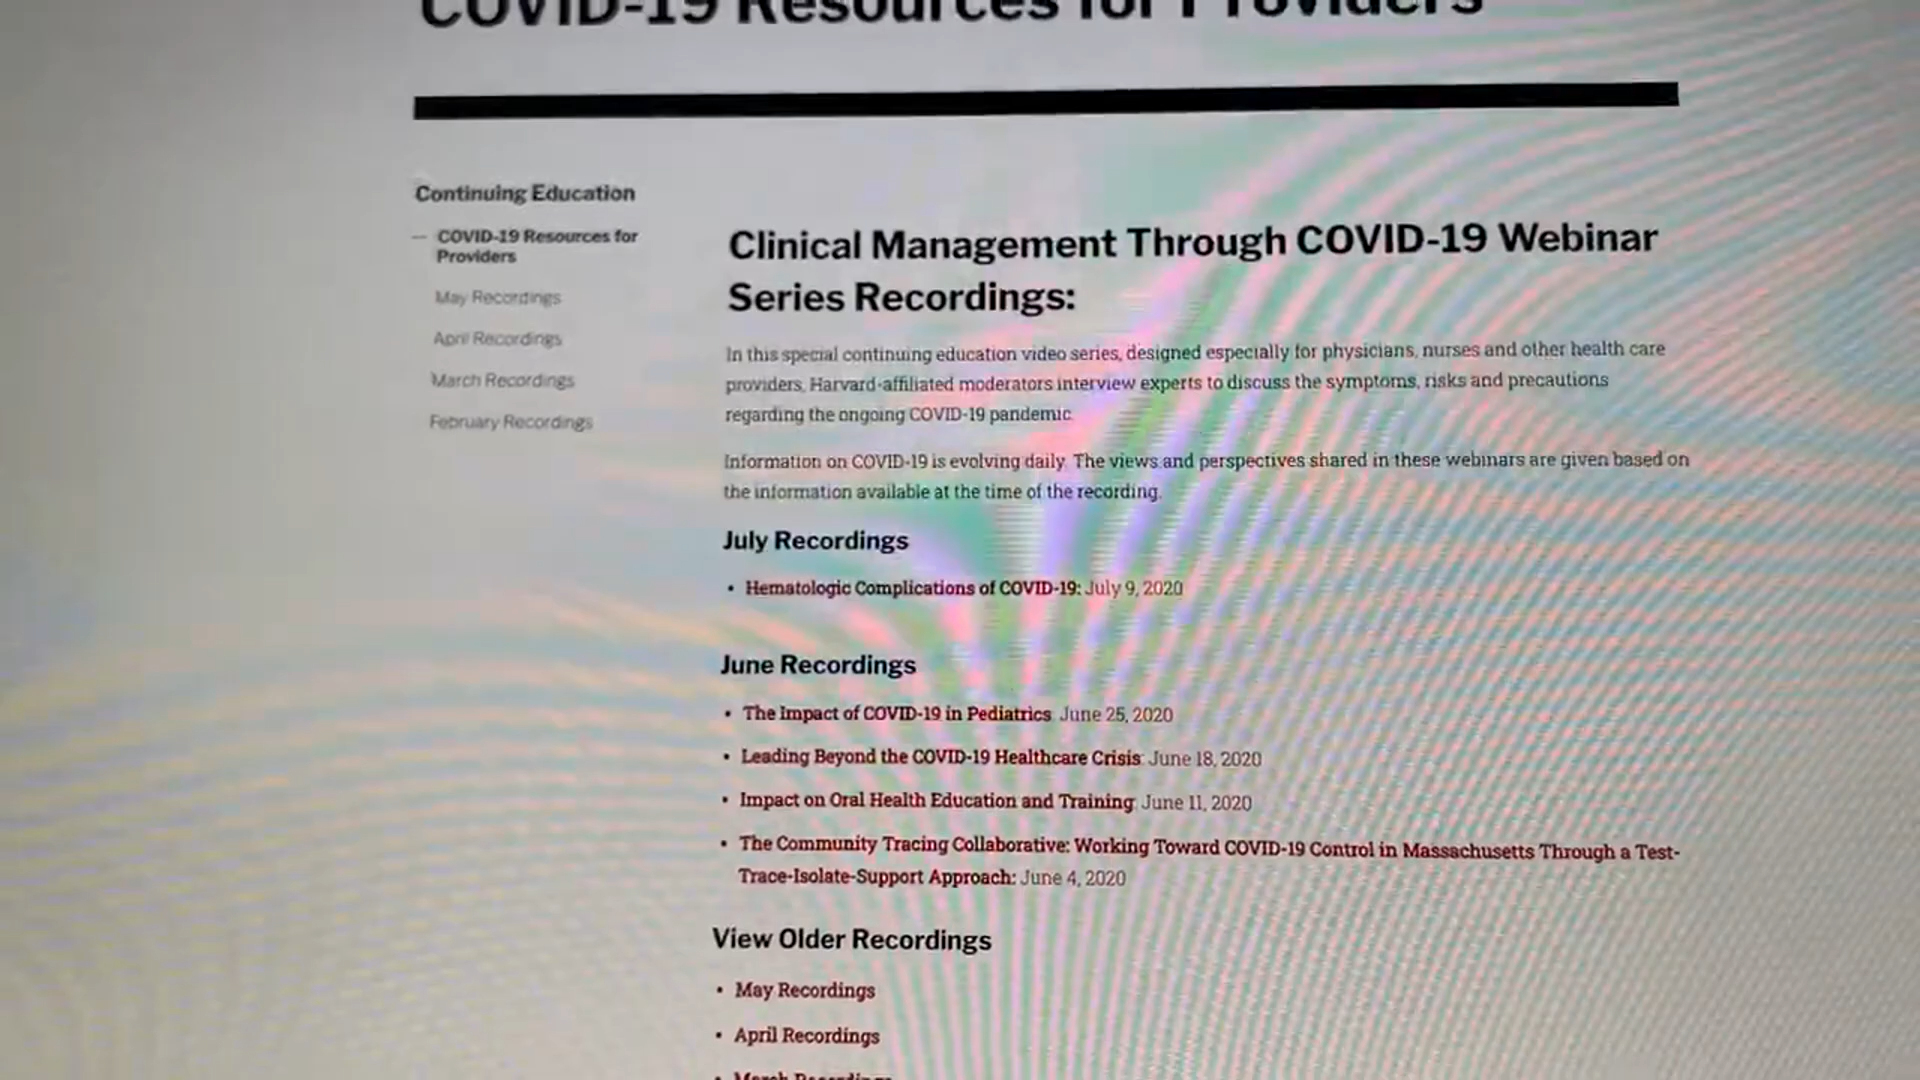 COVID-19 Resources for Providers
Continuing Education
— COVID-19 Resources for
Providers
May Recordings
April Recordings
March Recordings
February Recordings
Clinical Management Through COVID-19 Webinar
Series Recordings:
In this special continuing education video series, designed especially for physicians, nurses and other health care
providers, Harvard-affiliated moderators interview experts to discuss the symptoms, risks and precautions
regarding the ongoing COVID-19 pandemic.
Information on COVID-19 is evolving daily. The views and perspectives shared in these webinars are given based on
the information available at the time of the recording.
July Recordings
• Hematologic Complications of COVID-19: July 9, 2020
June Recordings
• The Impact of COVID-19 in Pediatrics: June 25, 2020
• Leading Beyond the COVID-19 Healthcare Crisis: June 18, 2020
• Impact on Oral Health Education and Training: June 11, 2020
• The Community Tracing Collaborative: Working Toward COVID-19 Control in Massachusetts Through a Test-
Trace-Isolate-Support Approach: June 4, 2020
View Older Recordings
• May Recordings
• April Recordings
• March Recordings